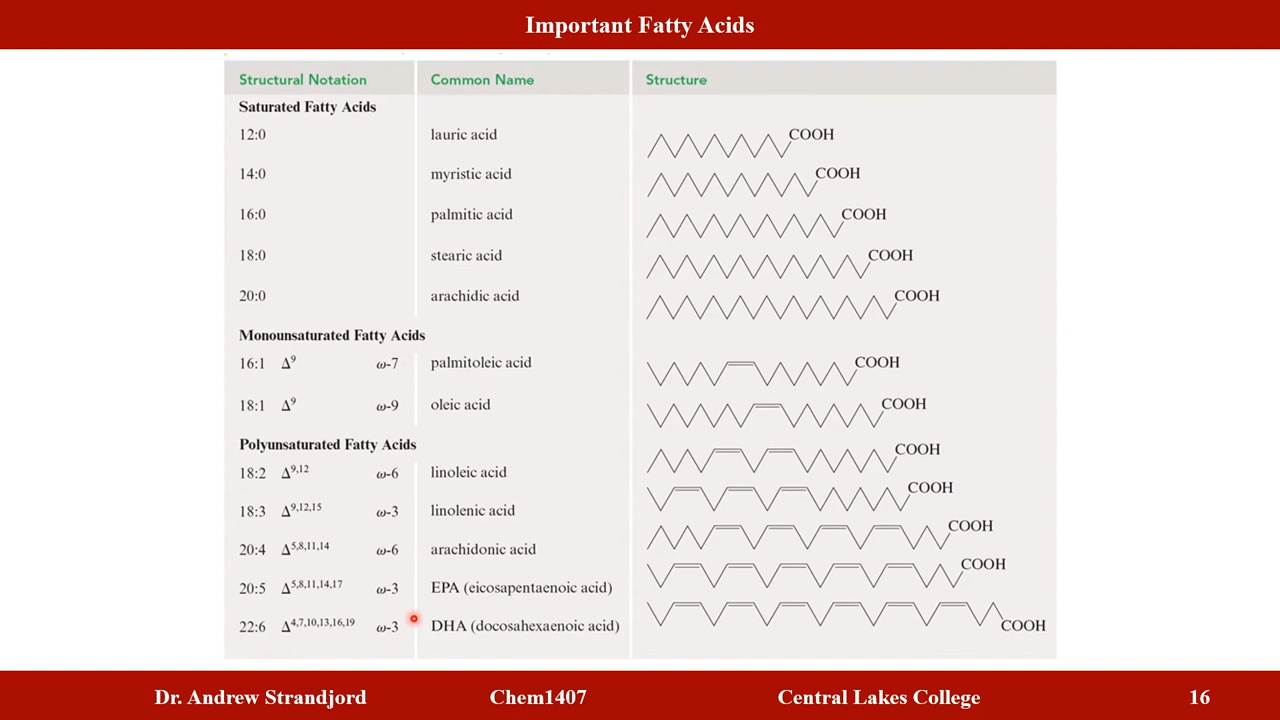 Important Fatty Acids
Structural Notation Common Name Structure
Saturated Fatty Acids
12:0 lauric acid COOH
14:0 myristic acid COOH
16:0 palmitic acid COOH
18:0 stearic acid COOH
20:0 arachidic acid COOH
Monounsaturated Fatty Acids
16:1 Δ⁹ ω-7 palmitoleic acid COOH
18:1 Δ⁹ ω-9 oleic acid COOH
Polyunsaturated Fatty Acids
18:2 Δ9,12 ω-6 linoleic acid COOH
18:3 Δ9,12,15 ω-3 linolenic acid COOH
20:4 Δ5,8,11,14 ω-6 arachidonic acid COOH
20:5 Δ5,8,11,14,17 ω-3 EPA (eicosapentaenoic acid) COOH
22:6 Δ4,7,10,13,16,19 ω-3 DHA (docosahexaenoic acid) COOH
Dr. Andrew Strandjord Chem1407 Central Lakes College 16